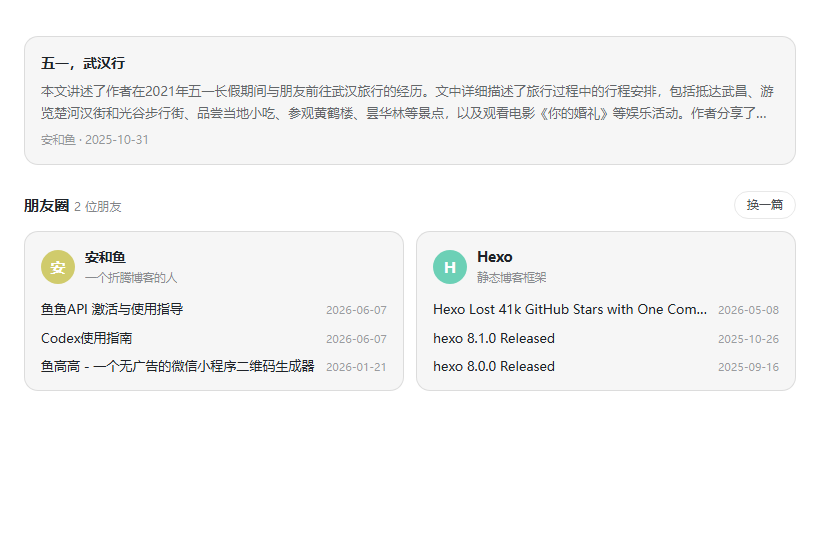 五一，武汉行
本文讲述了作者在2021年五一长假期间与朋友前往武汉旅行的经历。文中详细描述了旅行过程中的行程安排，包括抵达武昌、游
览楚河汉街和光谷步行街、品尝当地小吃、参观黄鹤楼、昙华林等景点，以及观看电影《你的婚礼》等娱乐活动。作者分享了...
安和鱼 · 2025-10-31
朋友圈 2 位朋友
换一篇
安
安和鱼
一个折腾博客的人
鱼鱼API 激活与使用指导 2026-06-07
Codex使用指南 2026-06-07
鱼高高 - 一个无广告的微信小程序二维码生成器 2026-01-21
H
Hexo
静态博客框架
Hexo Lost 41k GitHub Stars with One Com... 2026-05-08
hexo 8.1.0 Released 2025-10-26
hexo 8.0.0 Released 2025-09-16